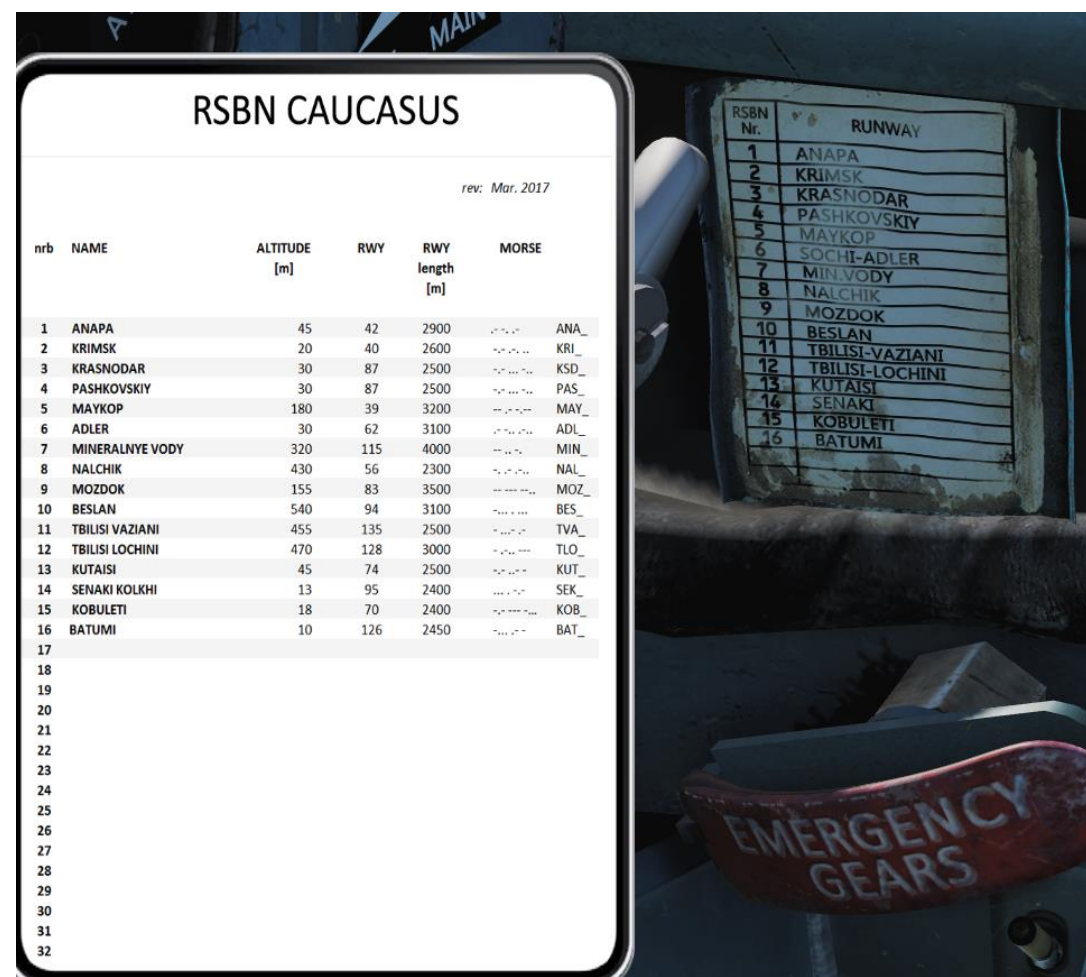 MAIN
RSBN CAUCASUS
rev: Mar. 2017
nrb NAME ALTITUDE [m] RWY RWY length [m] MORSE
1 ANAPA 45 42 2900 .- -. .- ANA_
2 KRIMSK 20 40 2600 -.- .-. .. KRI_
3 KRASNODAR 30 87 2500 -.- ... -.. KSD_
4 PASHKOVSKIY 30 87 2500 -.- ... -.. PAS_
5 MAYKOP 180 39 3200 -- .- -.-- MAY_
6 ADLER 30 62 3100 .- -.. .-.. ADL_
7 MINERALNYE VODY 320 115 4000 -- .. -. MIN_
8 NALCHIK 430 56 2300 -. .- .-.. NAL_
9 MOZDOK 155 83 3500 -- --- --.. MOZ_
10 BESLAN 540 94 3100 -... . ... BES_
11 TBILISI VAZIANI 455 135 2500 - ...- .- TVA_
12 TBILISI LOCHINI 470 128 3000 - .-.. --- TLO_
13 KUTAISI 45 74 2500 -.- ..- - KUT_
14 SENAKI KOLKHI 13 95 2400 ... . -.- SEK_
15 KOBULETI 18 70 2400 -.- --- -... KOB_
16 BATUMI 10 126 2450 -... .- - BAT_
17
18
19
20
21
22
23
24
25
26
27
28
29
30
31
32
RSBN Nr. RUNWAY
1 ANAPA
2 KRIMSK
3 KRASNODAR
4 PASHKOVSKIY
5 MAYKOP
6 SOCHI-ADLER
7 MIN.VODY
8 NALCHIK
9 MOZDOK
10 BESLAN
11 TBILISI-VAZIANI
12 TBILISI-LOCHINI
13 KUTAISI
14 SENAKI
15 KOBULETI
16 BATUMI
EMERGENCY
GEARS